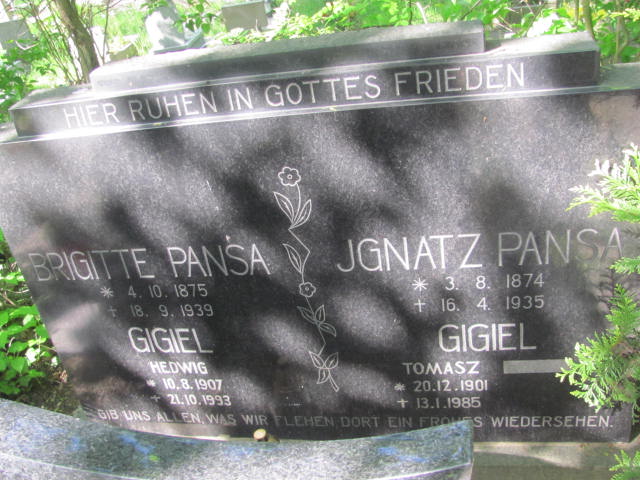 HIER RUHEN IN GOTTES FRIEDEN
BRIGITTE PANSA
* 4. 10. 1875
+ 18. 9. 1939
GIGIEL
HEDWIG
* 10. 8. 1907
+ 21. 10. 1993
JGNATZ PANSA
* 3. 8. 1874
+ 16. 4. 1935
GIGIEL
TOMASZ
* 20. 12. 1901
+ 13. 1. 1985
GIB UNS ALLEN, WAS WIR FLEHEN, DORT EIN FROHES WIEDERSEHEN.